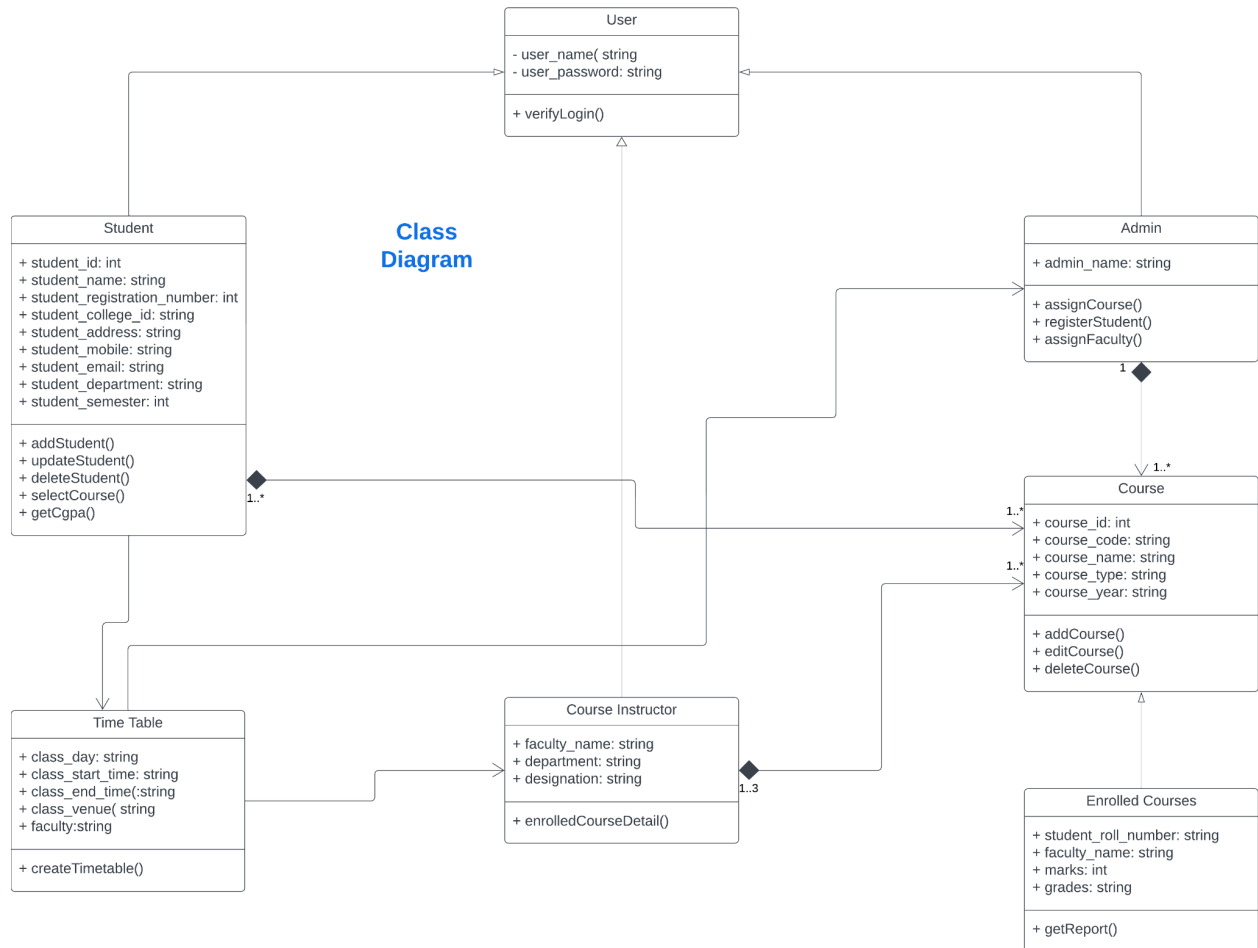 User
- user_name( string
- user_password: string
+ verifyLogin()
Class
Diagram
Student
+ student_id: int
+ student_name: string
+ student_registration_number: int
+ student_college_id: string
+ student_address: string
+ student_mobile: string
+ student_email: string
+ student_department: string
+ student_semester: int
+ addStudent()
+ updateStudent()
+ deleteStudent()
+ selectCourse()
+ getCgpa()
1..*
Admin
+ admin_name: string
+ assignCourse()
+ registerStudent()
+ assignFaculty()
1
1..*
Course
1..*
+ course_id: int
+ course_code: string
+ course_name: string
1..*
+ course_type: string
+ course_year: string
+ addCourse()
+ editCourse()
+ deleteCourse()
Time Table
+ class_day: string
+ class_start_time: string
+ class_end_time(:string
+ class_venue( string
+ faculty:string
+ createTimetable()
Course Instructor
+ faculty_name: string
+ department: string
+ designation: string
1..3
+ enrolledCourseDetail()
Enrolled Courses
+ student_roll_number: string
+ faculty_name: string
+ marks: int
+ grades: string
+ getReport()